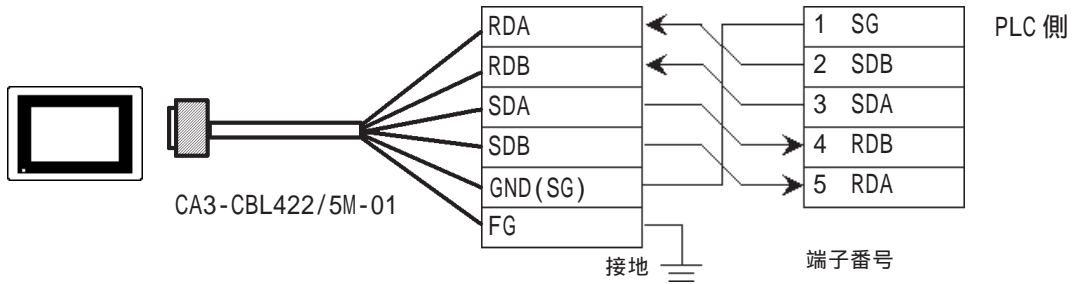 RDA
RDB
SDA
SDB
GND(SG)
FG
1 SG
2 SDB
3 SDA
4 RDB
5 RDA
PLC 側
CA3-CBL422/5M-01
接地
端子番号